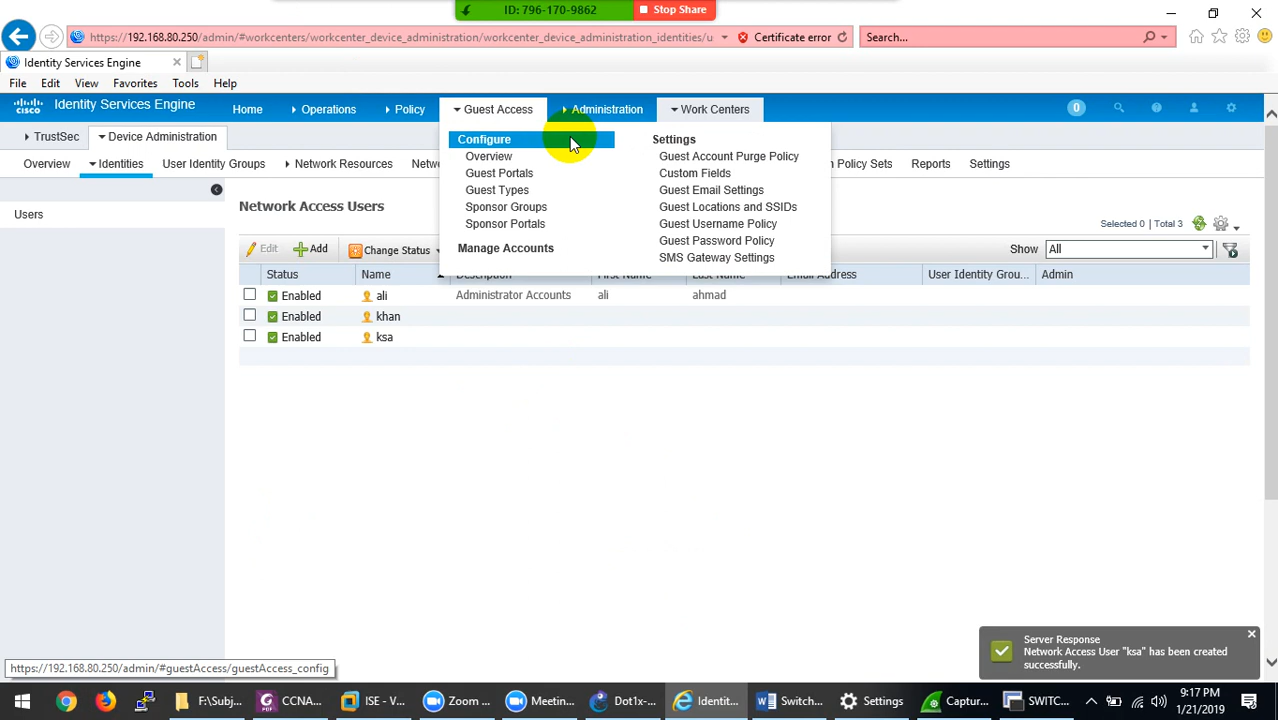 ID: 796-170-9862 Stop Share
https://192.168.80.250/admin/#workcenters/workcenter_device_administration/workcenter_device_administration_identities/u Certificate error Search...
Identity Services Engine
File Edit View Favorites Tools Help
cisco Identity Services Engine Home Operations Policy Guest Access Administration Work Centers 0
TrustSec Device Administration
Overview Identities User Identity Groups Network Resources Netw Policy Sets Reports Settings
Configure
Overview
Guest Portals
Guest Types
Sponsor Groups
Sponsor Portals
Manage Accounts
Settings
Guest Account Purge Policy
Custom Fields
Guest Email Settings
Guest Locations and SSIDs
Guest Username Policy
Guest Password Policy
SMS Gateway Settings
Users
Network Access Users
Selected 0 | Total 3
Edit Add Change Status Show All
Status Name Description First Name Last Name Email Address User Identity Grou... Admin
Enabled ali Administrator Accounts ali ahmad
Enabled khan
Enabled ksa
Server Response
Network Access User "ksa" has been created
successfully.
https://192.168.80.250/admin/#guestAccess/guestAccess_config
F:\Subj... CCNA... ISE - V... Zoom ... Meetin... Dot1x-... Identit... Switch... Settings Captur... SWITC... 9:17 PM
1/21/2019